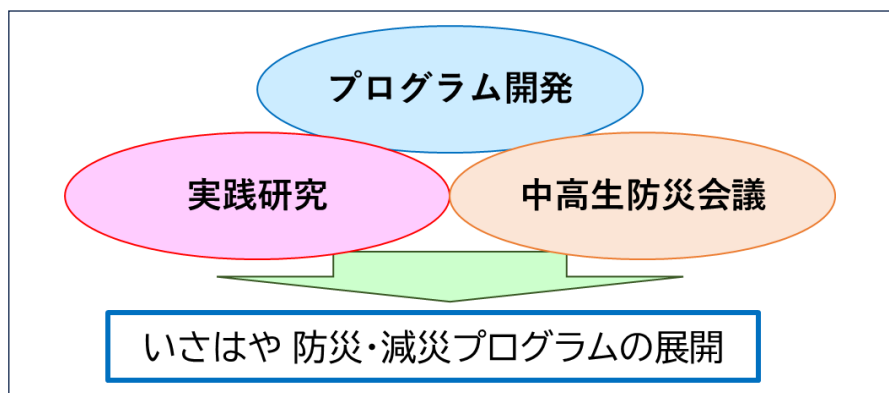 プログラム開発
実践研究
中高生防災会議
いさはや 防災・減災プログラムの展開